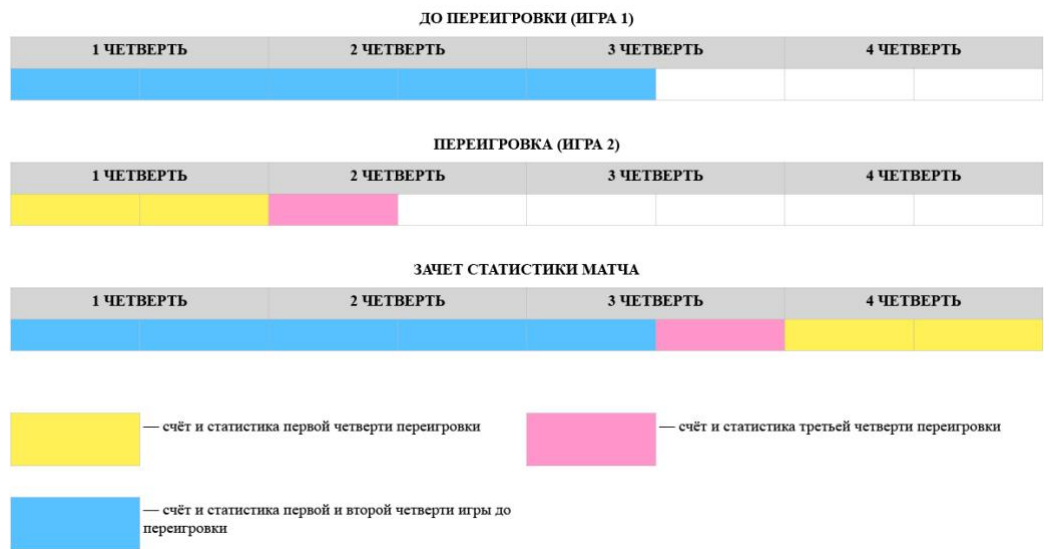 ДО ПЕРЕИГРОВКИ (ИГРА 1)
1 ЧЕТВЕРТЬ 2 ЧЕТВЕРТЬ 3 ЧЕТВЕРТЬ 4 ЧЕТВЕРТЬ
ПЕРЕИГРОВКА (ИГРА 2)
1 ЧЕТВЕРТЬ 2 ЧЕТВЕРТЬ 3 ЧЕТВЕРТЬ 4 ЧЕТВЕРТЬ
ЗАЧЕТ СТАТИСТИКИ МАТЧА
1 ЧЕТВЕРТЬ 2 ЧЕТВЕРТЬ 3 ЧЕТВЕРТЬ 4 ЧЕТВЕРТЬ
— счёт и статистика первой четверти переигровки
— счёт и статистика третьей четверти переигровки
— счёт и статистика первой и второй четверти игры до
переигровки